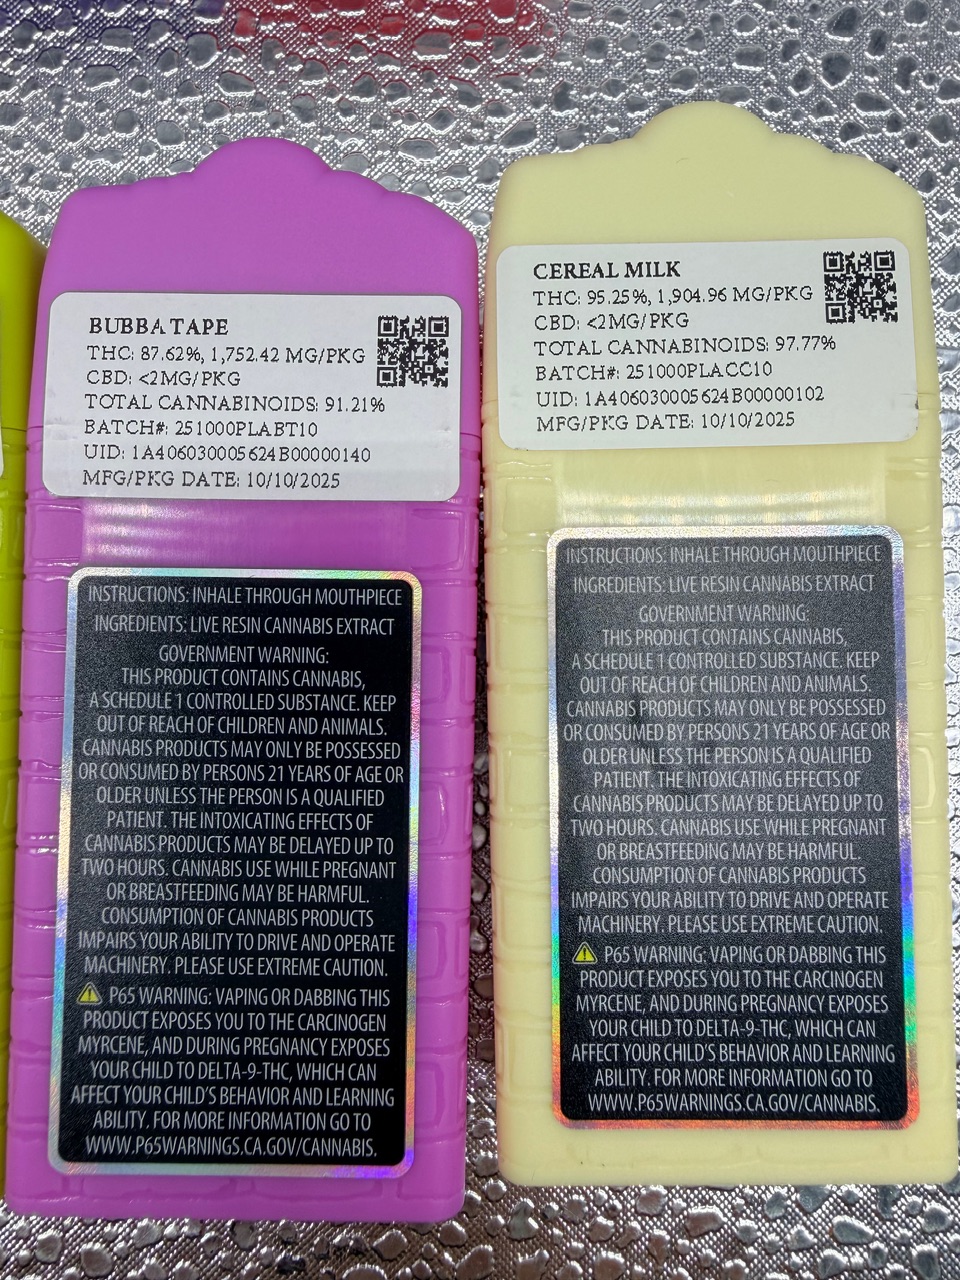 BUBBA TAPE
THC: 87.62%, 1,752.42 MG/PKG
CBD: <2MG/PKG
TOTAL CANNABINOIDS: 91.21%
BATCH#: 251000PLABT10
UID: 1A406030005624B00000140
MFG/PKG DATE: 10/10/2025
INSTRUCTIONS: INHALE THROUGH MOUTHPIECE
INGREDIENTS: LIVE RESIN CANNABIS EXTRACT
GOVERNMENT WARNING:
THIS PRODUCT CONTAINS CANNABIS,
A SCHEDULE 1 CONTROLLED SUBSTANCE. KEEP
OUT OF REACH OF CHILDREN AND ANIMALS.
CANNABIS PRODUCTS MAY ONLY BE POSSESSED
OR CONSUMED BY PERSONS 21 YEARS OF AGE OR
OLDER UNLESS THE PERSON IS A QUALIFIED
PATIENT. THE INTOXICATING EFFECTS OF
CANNABIS PRODUCTS MAY BE DELAYED UP TO
TWO HOURS. CANNABIS USE WHILE PREGNANT
OR BREASTFEEDING MAY BE HARMFUL.
CONSUMPTION OF CANNABIS PRODUCTS
IMPAIRS YOUR ABILITY TO DRIVE AND OPERATE
MACHINERY. PLEASE USE EXTREME CAUTION.
P65 WARNING: VAPING OR DABBING THIS
PRODUCT EXPOSES YOU TO THE CARCINOGEN
MYRCENE, AND DURING PREGNANCY EXPOSES
YOUR CHILD TO DELTA-9-THC, WHICH CAN
AFFECT YOUR CHILD'S BEHAVIOR AND LEARNING
ABILITY. FOR MORE INFORMATION GO TO
WWW.P65WARNINGS.CA.GOV/CANNABIS.
CEREAL MILK
THC: 95.25%, 1,904.96 MG/PKG
CBD: <2MG/PKG
TOTAL CANNABINOIDS: 97.77%
BATCH#: 251000PLACC10
UID: 1A406030005624B00000102
MFG/PKG DATE: 10/10/2025
INSTRUCTIONS: INHALE THROUGH MOUTHPIECE
INGREDIENTS: LIVE RESIN CANNABIS EXTRACT
GOVERNMENT WARNING:
THIS PRODUCT CONTAINS CANNABIS,
A SCHEDULE 1 CONTROLLED SUBSTANCE. KEEP
OUT OF REACH OF CHILDREN AND ANIMALS.
CANNABIS PRODUCTS MAY ONLY BE POSSESSED
OR CONSUMED BY PERSONS 21 YEARS OF AGE OR
OLDER UNLESS THE PERSON IS A QUALIFIED
PATIENT. THE INTOXICATING EFFECTS OF
CANNABIS PRODUCTS MAY BE DELAYED UP TO
TWO HOURS. CANNABIS USE WHILE PREGNANT
OR BREASTFEEDING MAY BE HARMFUL.
CONSUMPTION OF CANNABIS PRODUCTS
IMPAIRS YOUR ABILITY TO DRIVE AND OPERATE
MACHINERY. PLEASE USE EXTREME CAUTION.
P65 WARNING: VAPING OR DABBING THIS
PRODUCT EXPOSES YOU TO THE CARCINOGEN
MYRCENE, AND DURING PREGNANCY EXPOSES
YOUR CHILD TO DELTA-9-THC, WHICH CAN
AFFECT YOUR CHILD'S BEHAVIOR AND LEARNING
ABILITY. FOR MORE INFORMATION GO TO
WWW.P65WARNINGS.CA.GOV/CANNABIS.